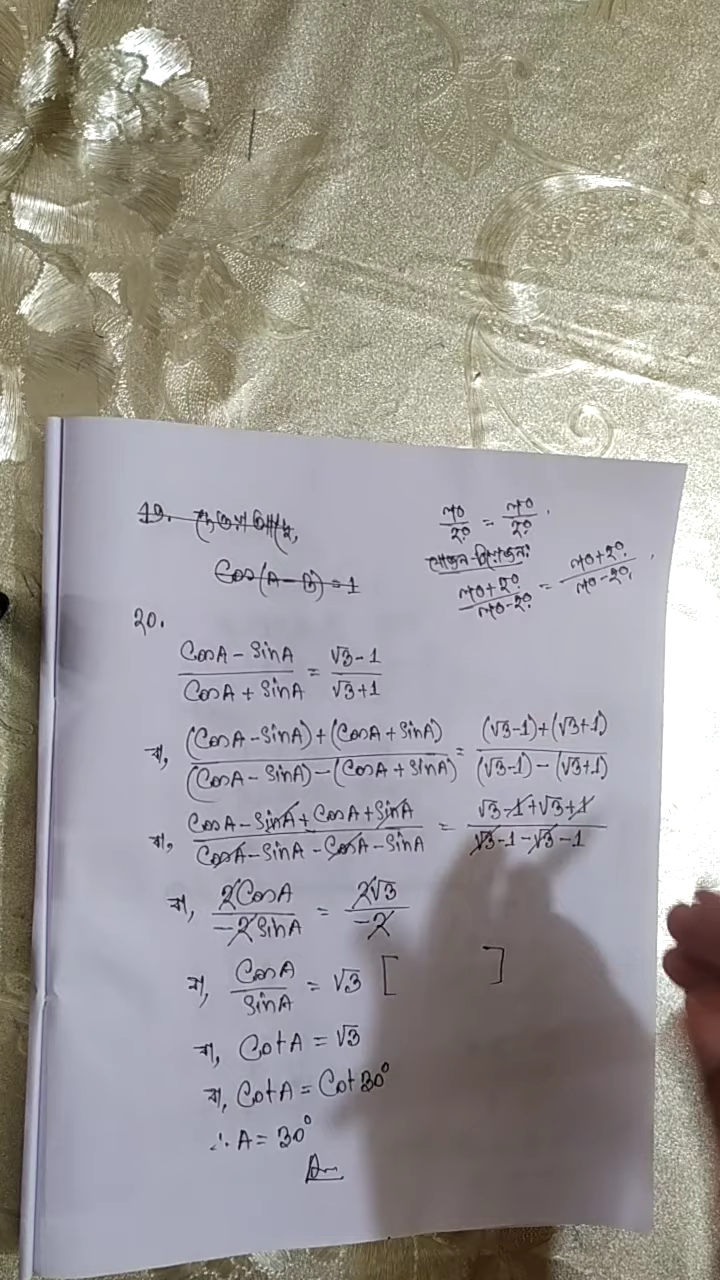 19. দেওয়া আছে,
Cos(A - B) = 1
লব/হর = লব/হর.
যোজন-বিয়োজন:
লব+হর/লব-হর = লব+হর/লব-হর.
20.
CosA - SinA/CosA + SinA = √3 - 1/√3 + 1
বা, (CosA - SinA) + (CosA + SinA)/(CosA - SinA) - (CosA + SinA) = (√3-1)+(√3+1)/(√3-1) - (√3+1)
বা, CosA - SinA + CosA + SinA/CosA - SinA - CosA - SinA = √3 - 1 + √3 + 1/√3 - 1 - √3 - 1
বা, 2CosA/-2SinA = 2√3/-2
বা, CosA/SinA = √3 [ ]
বা, CotA = √3
বা, CotA = Cot30°
∴ A = 30°